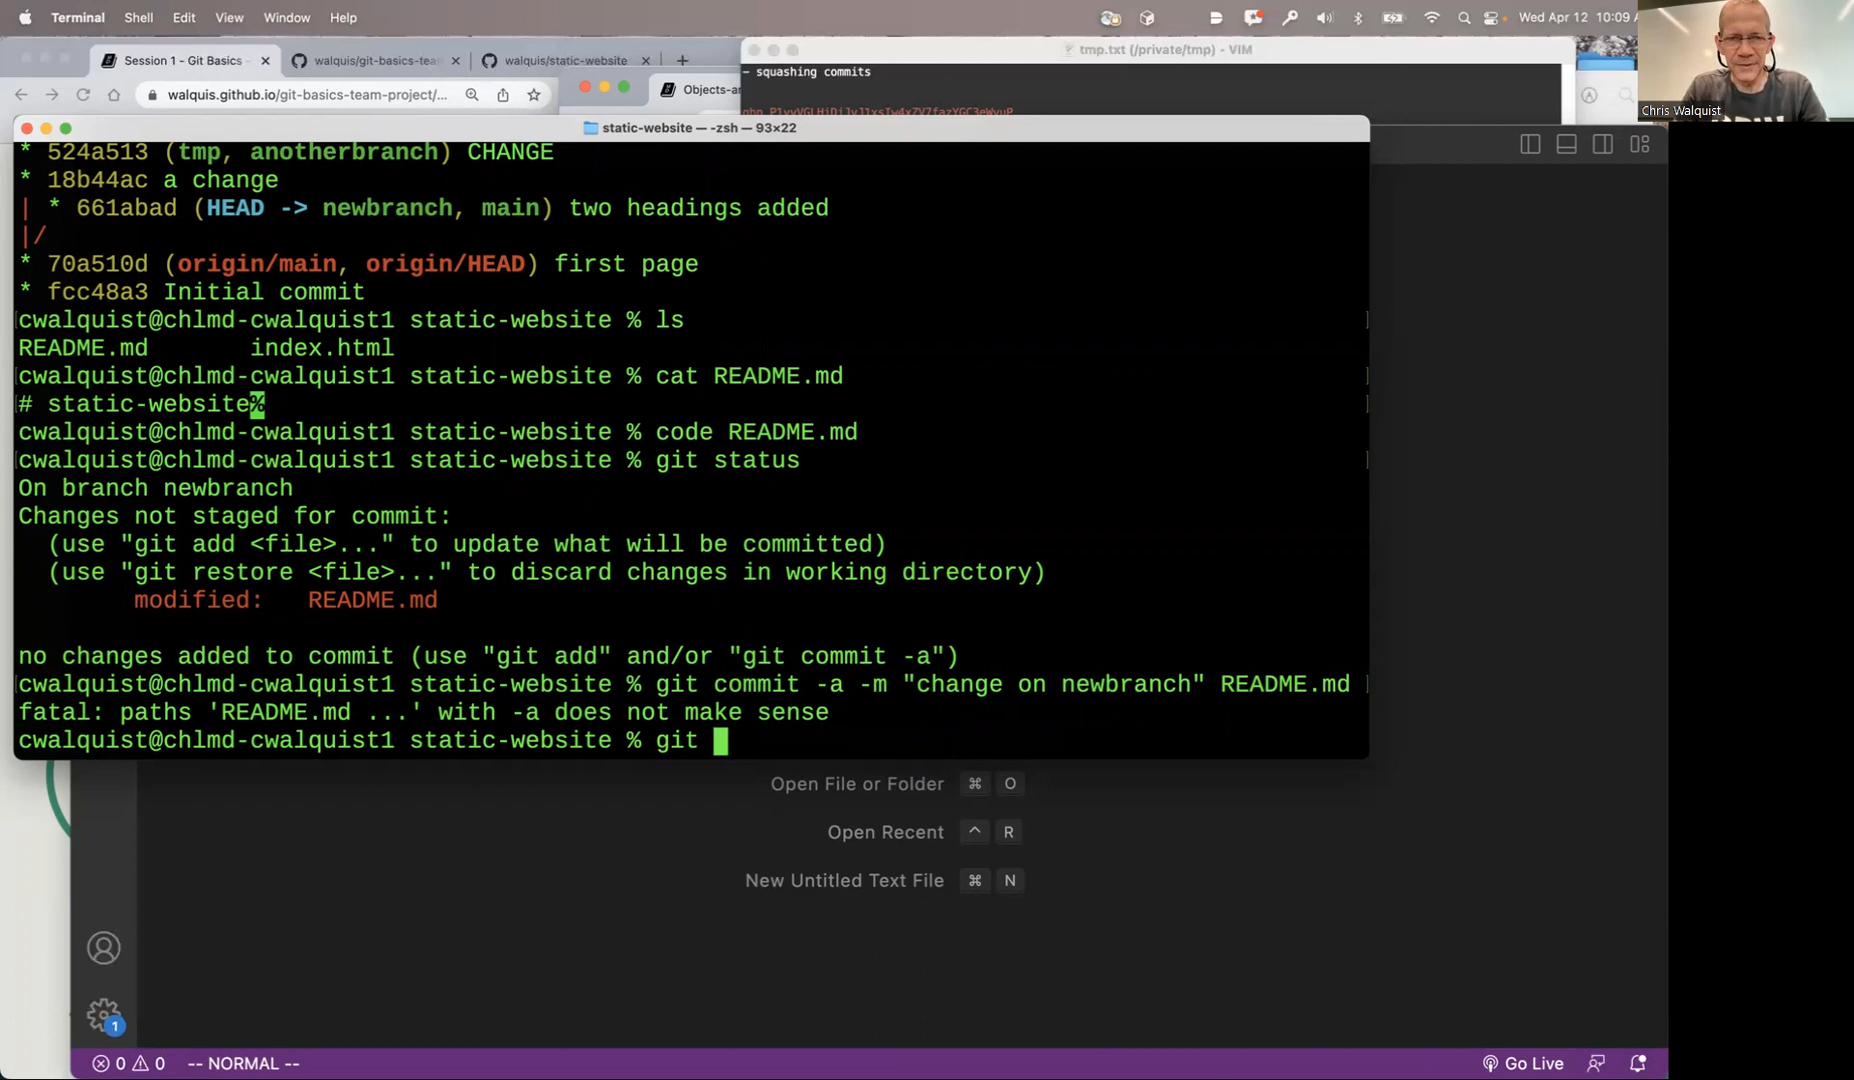 Terminal Shell Edit View Window Help
Wed Apr 12 10:09
Session 1 - Git Basics - × walquis/git-basics-tea × walquis/static-website × +
walquis.github.io/git-basics-team-project/...
Objects-a
tmp.txt (/private/tmp) - VIM
- squashing commits
Chris Walquist
static-website — -zsh — 93×22
* 524a513 (tmp, anotherbranch) CHANGE
* 18b44ac a change
| * 661abad (HEAD -> newbranch, main) two headings added
|/
* 70a510d (origin/main, origin/HEAD) first page
* fcc48a3 Initial commit
cwalquist@chlmd-cwalquist1 static-website % ls
README.md index.html
cwalquist@chlmd-cwalquist1 static-website % cat README.md
# static-website%
cwalquist@chlmd-cwalquist1 static-website % code README.md
cwalquist@chlmd-cwalquist1 static-website % git status
On branch newbranch
Changes not staged for commit:
(use "git add <file>..." to update what will be committed)
(use "git restore <file>..." to discard changes in working directory)
modified: README.md
no changes added to commit (use "git add" and/or "git commit -a")
cwalquist@chlmd-cwalquist1 static-website % git commit -a -m "change on newbranch" README.md
fatal: paths 'README.md ...' with -a does not make sense
cwalquist@chlmd-cwalquist1 static-website % git
Open File or Folder ⌘ O
Open Recent ^ R
New Untitled Text File ⌘ N
1
0 0 -- NORMAL --
Go Live